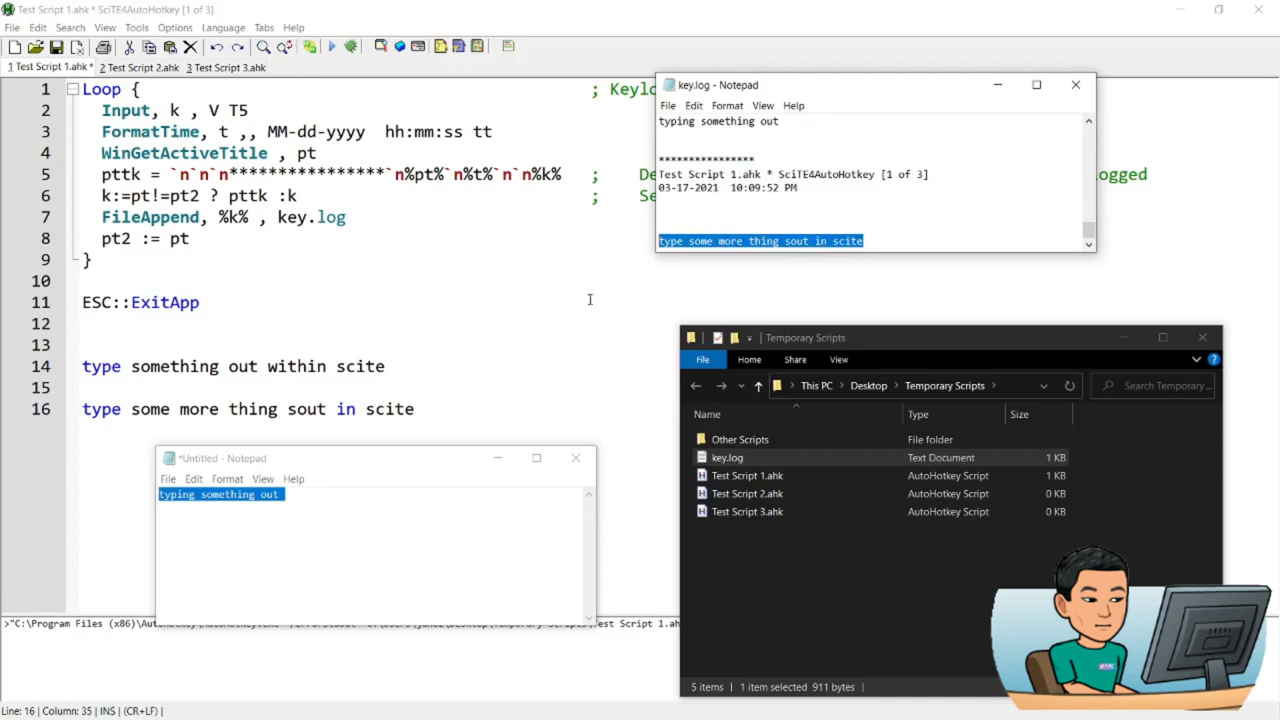 Test Script 1.ahk * SciTE4AutoHotkey [1 of 3]
File Edit Search View Tools Options Language Tabs Help
1 Test Script 1.ahk * 2 Test Script 2.ahk 3 Test Script 3.ahk
1 Loop {
2 Input, k , V T5
3 FormatTime, t ,, MM-dd-yyyy hh:mm:ss tt
4 WinGetActiveTitle , pt
5 pttk = `n`n`n****************`n%pt%`n%t%`n`n%k% ;
6 k:=pt!=pt2 ? pttk :k ;
7 FileAppend, %k% , key.log
8 pt2 := pt
9 }
10
11 ESC::ExitApp
12
13
14 type something out within scite
15
16 type some more thing sout in scite
key.log - Notepad
File Edit Format View Help
typing something out
****************
Test Script 1.ahk * SciTE4AutoHotkey [1 of 3]
03-17-2021 10:09:52 PM
type some more thing sout in scite
*Untitled - Notepad
File Edit Format View Help
typing something out
Temporary Scripts
File Home Share View
This PC Desktop Temporary Scripts
Search Temporary ...
Name Type Size
Other Scripts File folder
key.log Text Document 1 KB
Test Script 1.ahk AutoHotkey Script 1 KB
Test Script 2.ahk AutoHotkey Script 0 KB
Test Script 3.ahk AutoHotkey Script 0 KB
5 items 1 item selected 911 bytes
>"C:\Program Files (x86)\
Test Script 1.ah
Line: 16 | Column: 35 | INS | (CR+LF) |